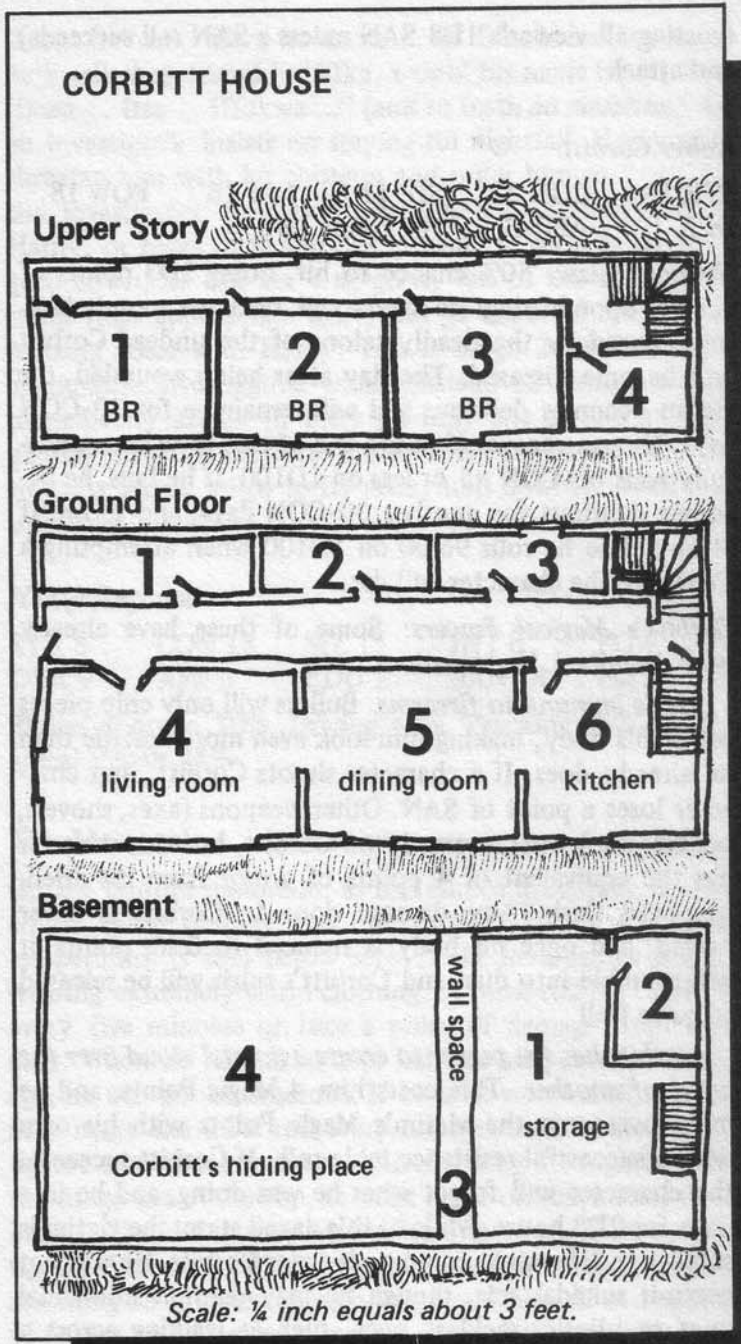 CORBITT HOUSE
Upper Story
1
2
3
4
BR
BR
BR
Ground Floor
1
2
3
4
5
6
living room
dining room
kitchen
Basement
4
wall space
1
2
storage
Corbitt's hiding place
3
Scale: ¼ inch equals about 3 feet.